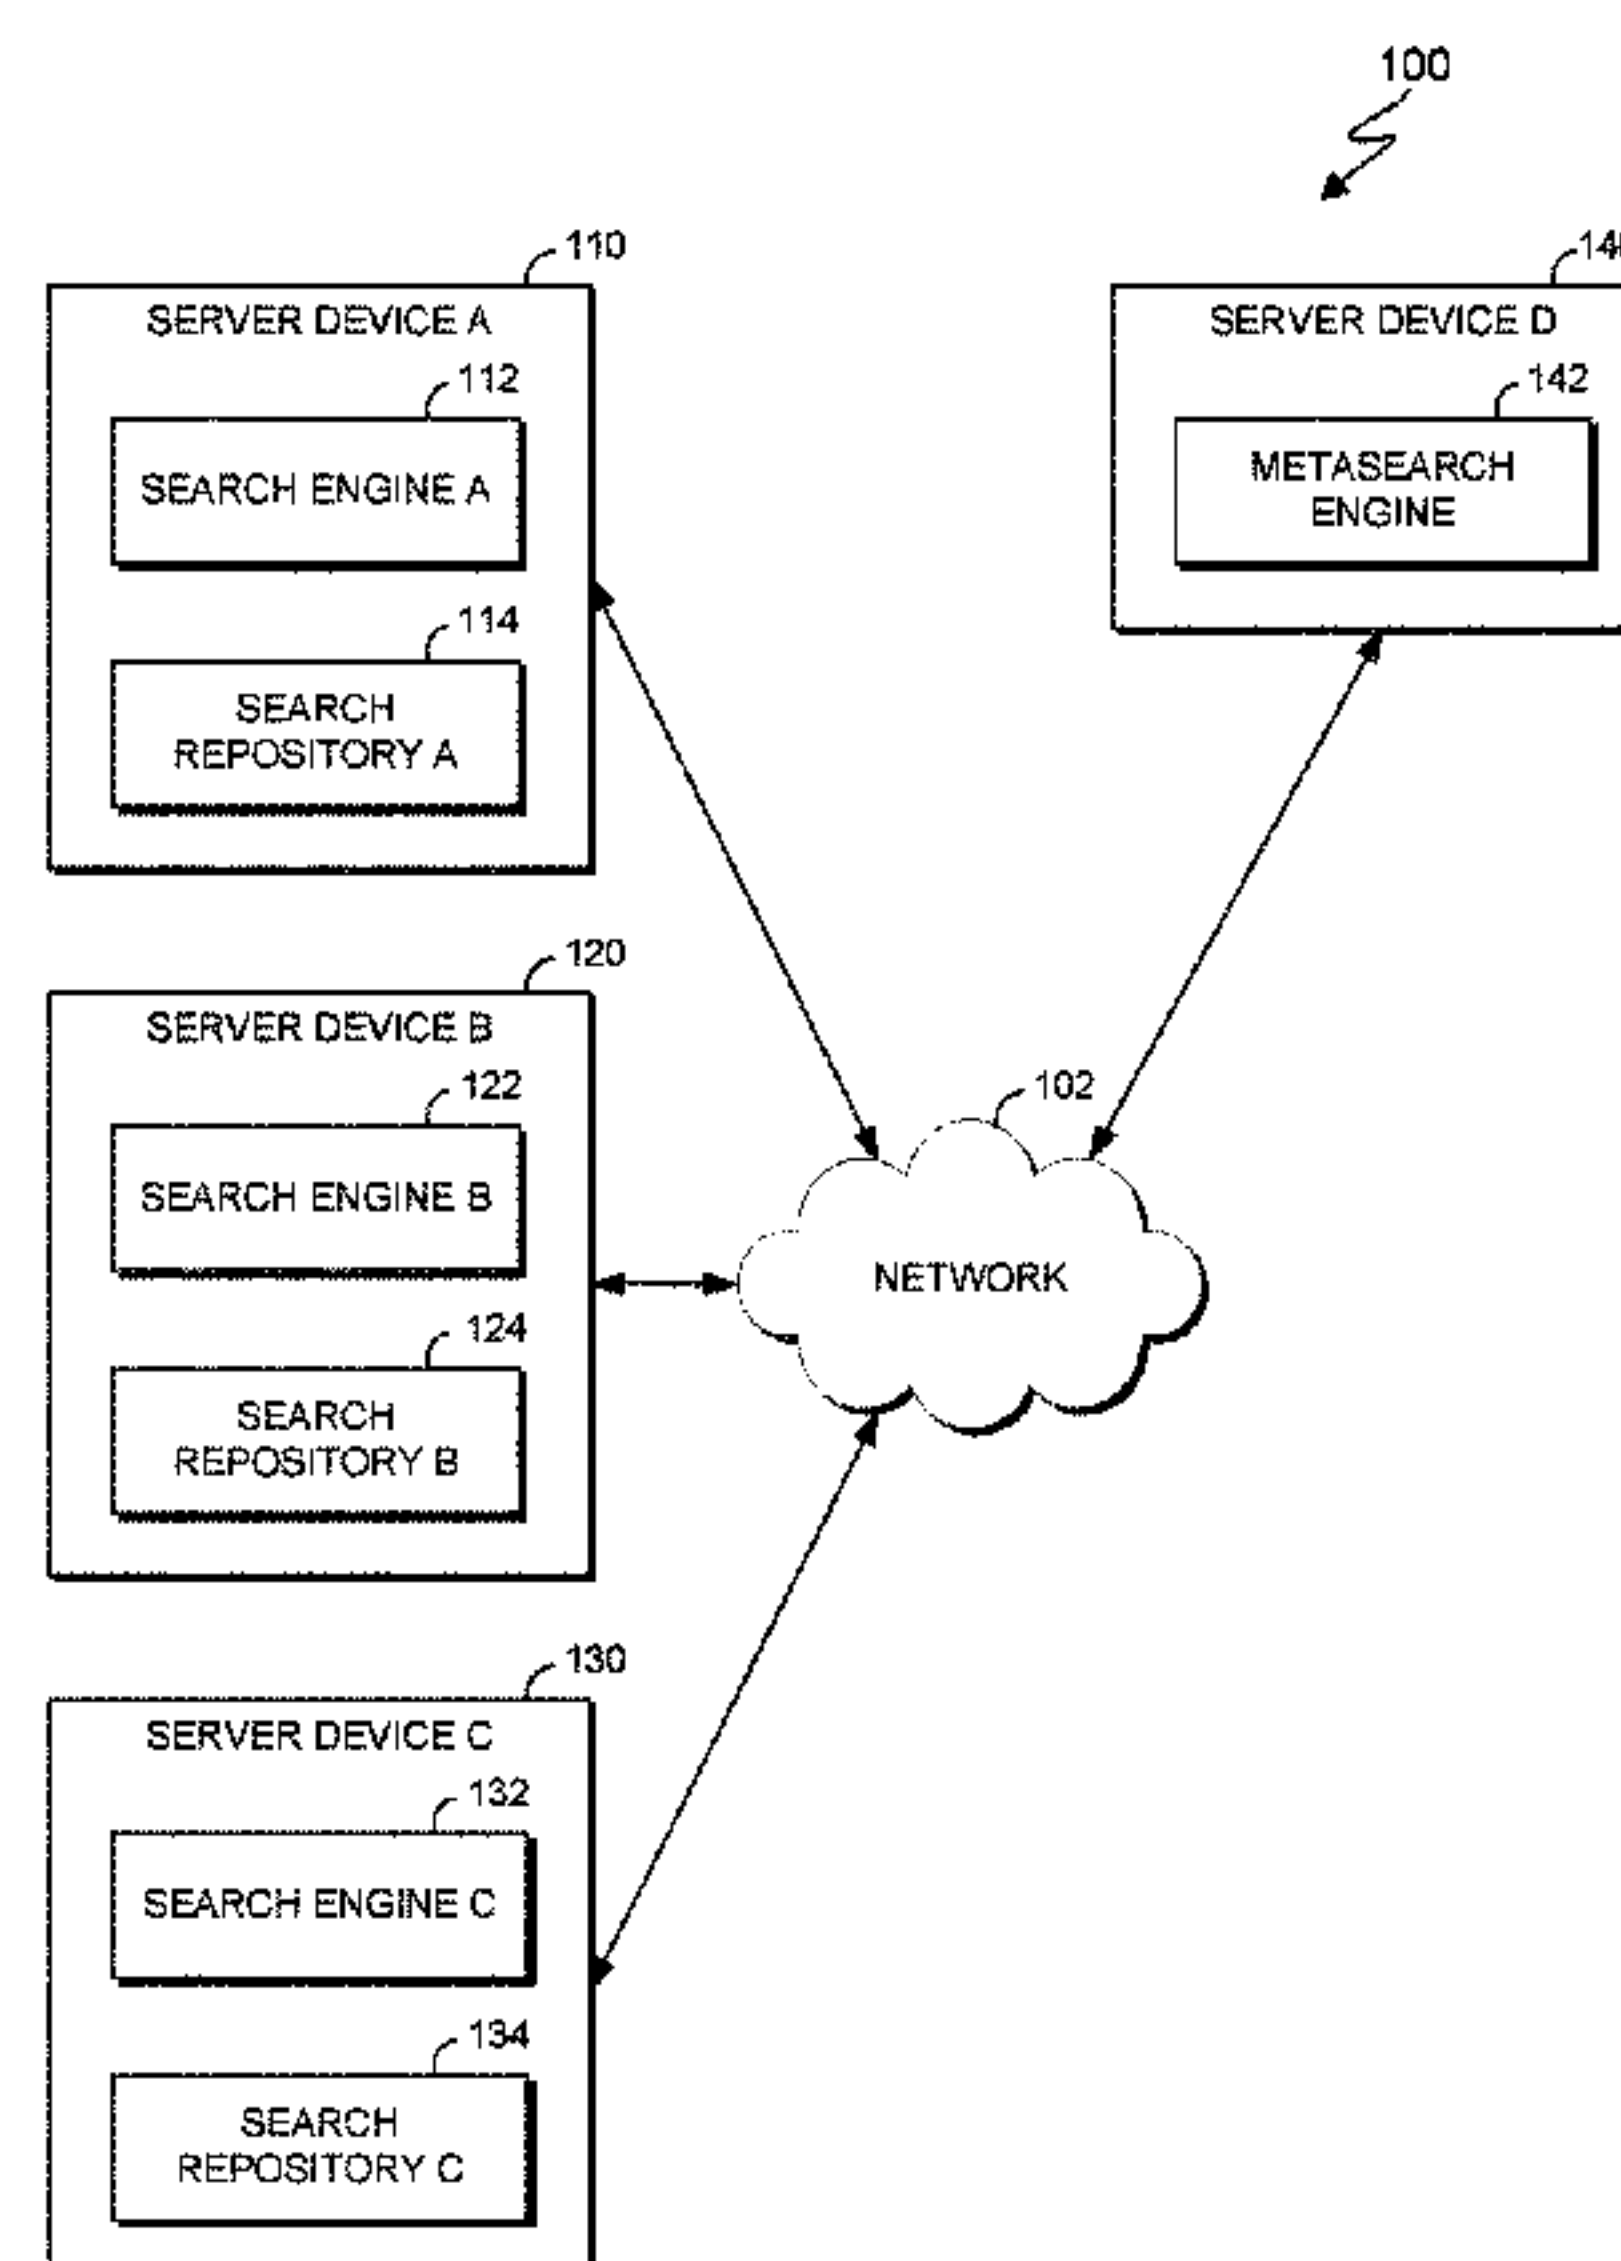 100
110
SERVER DEVICE A
112
SEARCH ENGINE A
114
SEARCH
REPOSITORY A
SERVER DEVICE D
142
METASEARCH
ENGINE
120
SERVER DEVICE B
122
SEARCH ENGINE B
124
SEARCH
REPOSITORY B
102
NETWORK
130
SERVER DEVICE C
132
SEARCH ENGINE C
134
SEARCH
REPOSITORY C